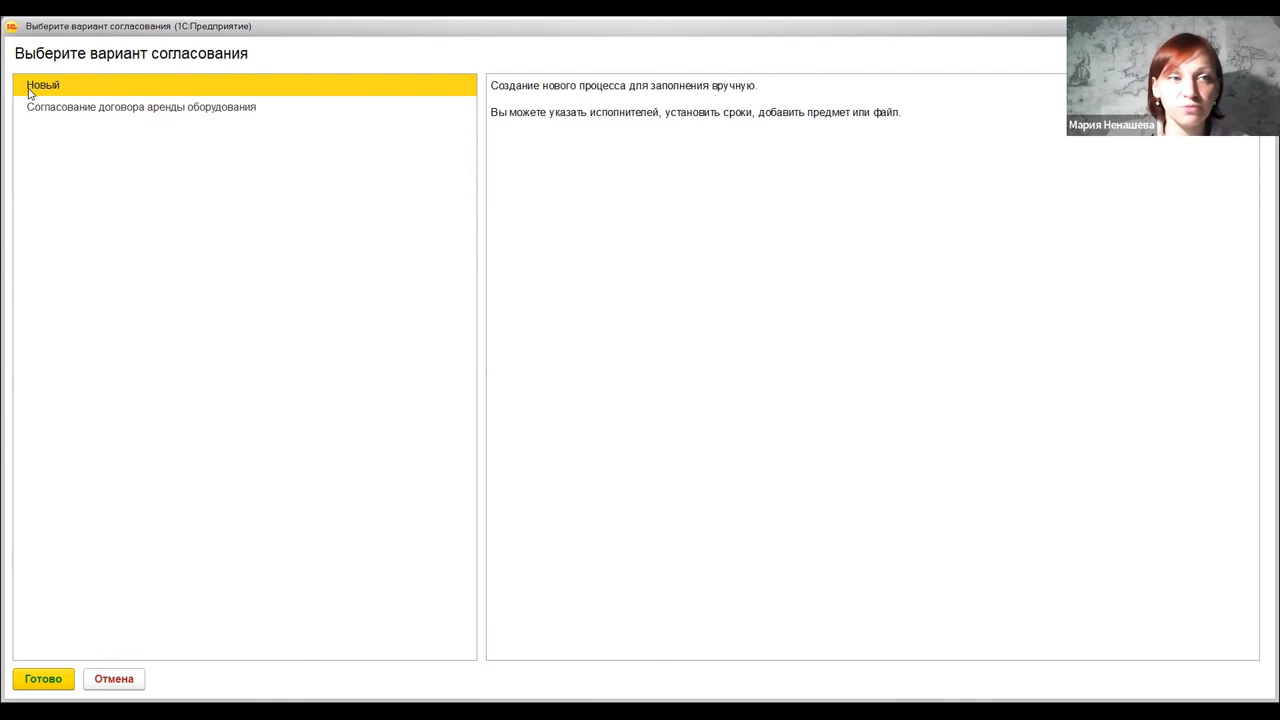 Выберите вариант согласования (1С:Предприятие)
Выберите вариант согласования
Новый
Согласование договора аренды оборудования
Создание нового процесса для заполнения вручную.
Вы можете указать исполнителей, установить сроки, добавить предмет или файл.
Мария Ненашева
Готово
Отмена